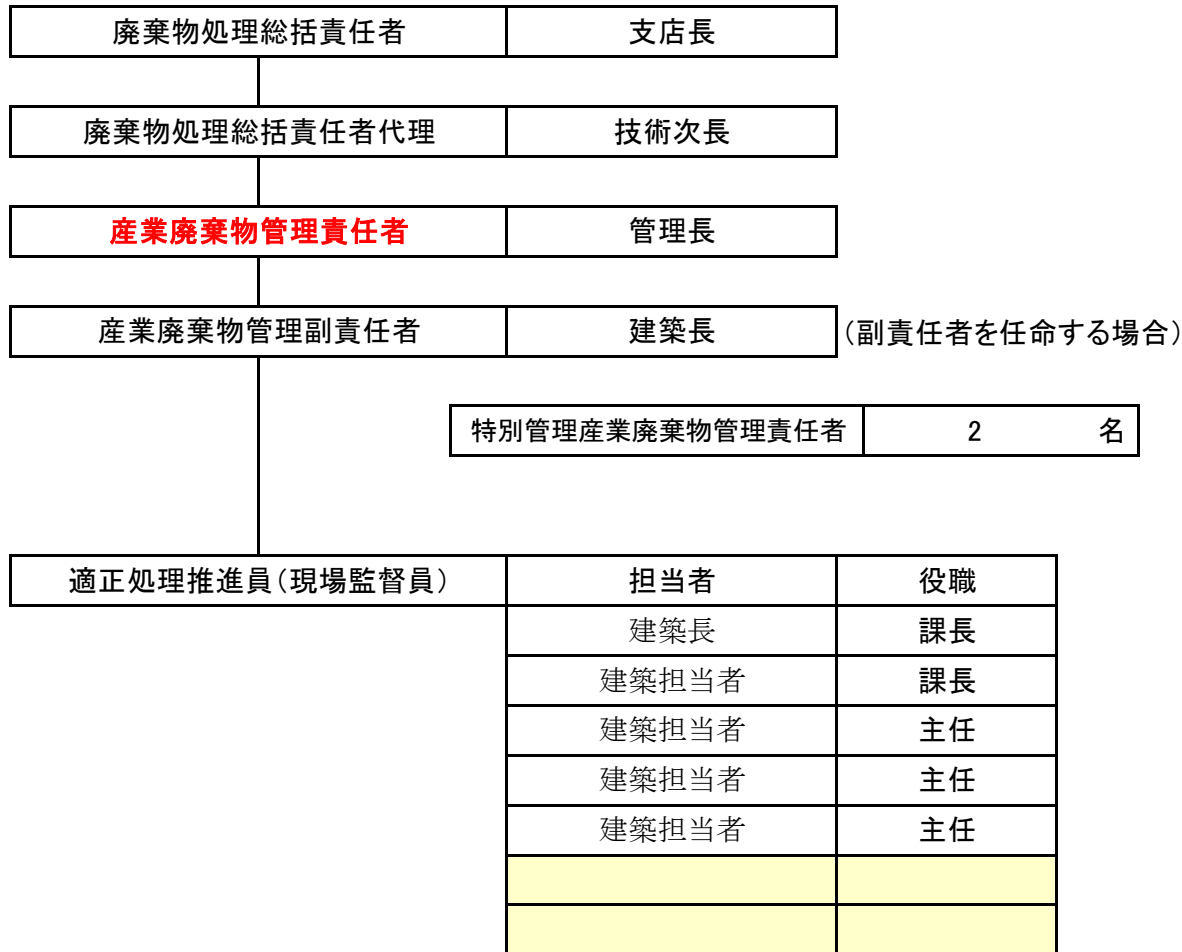 廃棄物処理総括責任者 支店長
廃棄物処理総括責任者代理 技術次長
産業廃棄物管理責任者 管理長
産業廃棄物管理副責任者 建築長 (副責任者を任命する場合)
特別管理産業廃棄物管理責任者 2 名
適正処理推進員(現場監督員) 担当者 役職
建築長 課長
建築担当者 課長
建築担当者 主任
建築担当者 主任
建築担当者 主任